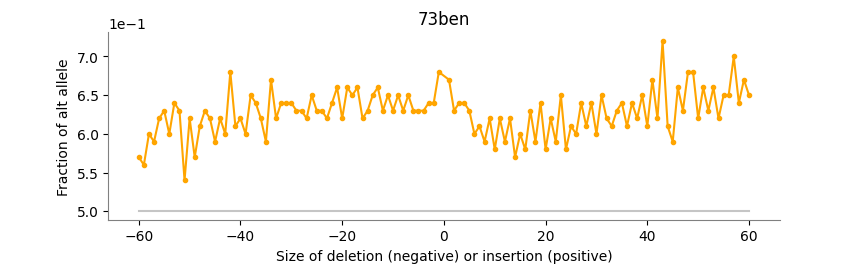 73ben
1e−1
7.0
6.5
6.0
5.5
5.0
Fraction of alt allele
−60 −40 −20 0 20 40 60
Size of deletion (negative) or insertion (positive)